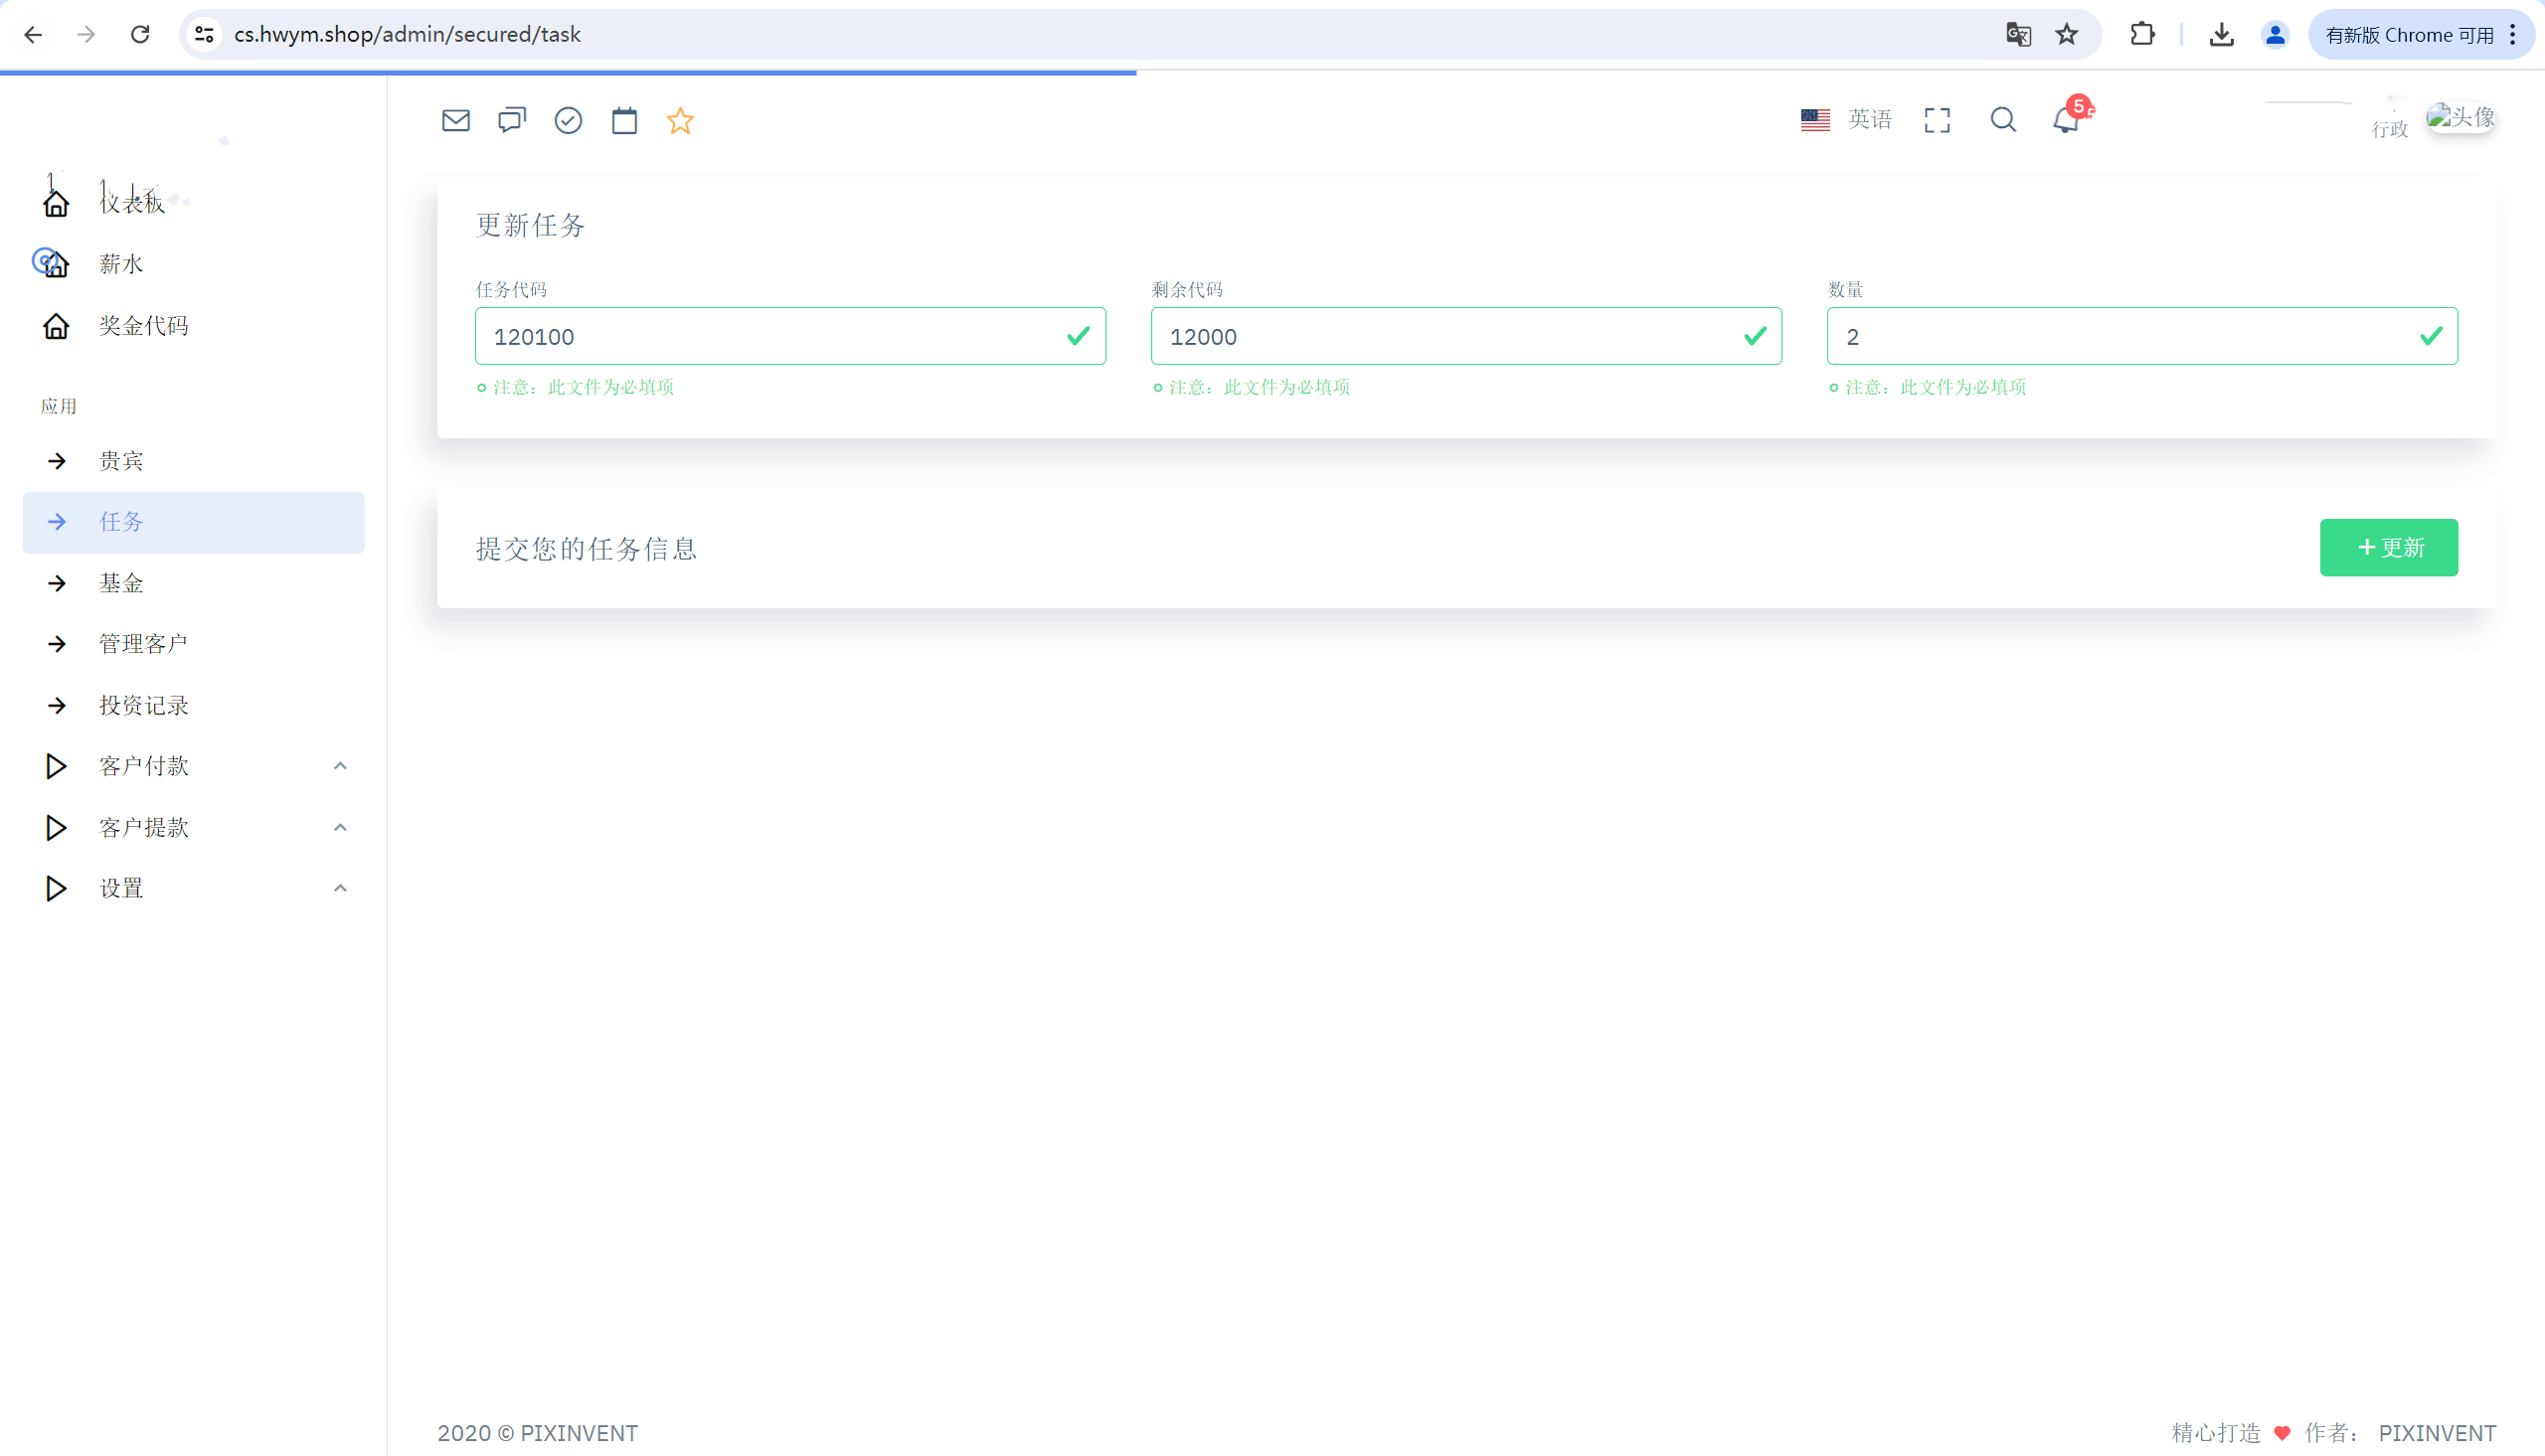 cs.hwym.shop/admin/secured/task
有新版 Chrome 可用
英语
5
行政
头像
仪表板
薪水
奖金代码
应用
贵宾
任务
基金
管理客户
投资记录
客户付款
客户提款
设置
更新任务
任务代码 剩余代码 数量
120100 12000 2
注意：此文件为必填项 注意：此文件为必填项 注意：此文件为必填项
提交您的任务信息
+ 更新
2020 © PIXINVENT
精心打造 ♥ 作者： PIXINVENT